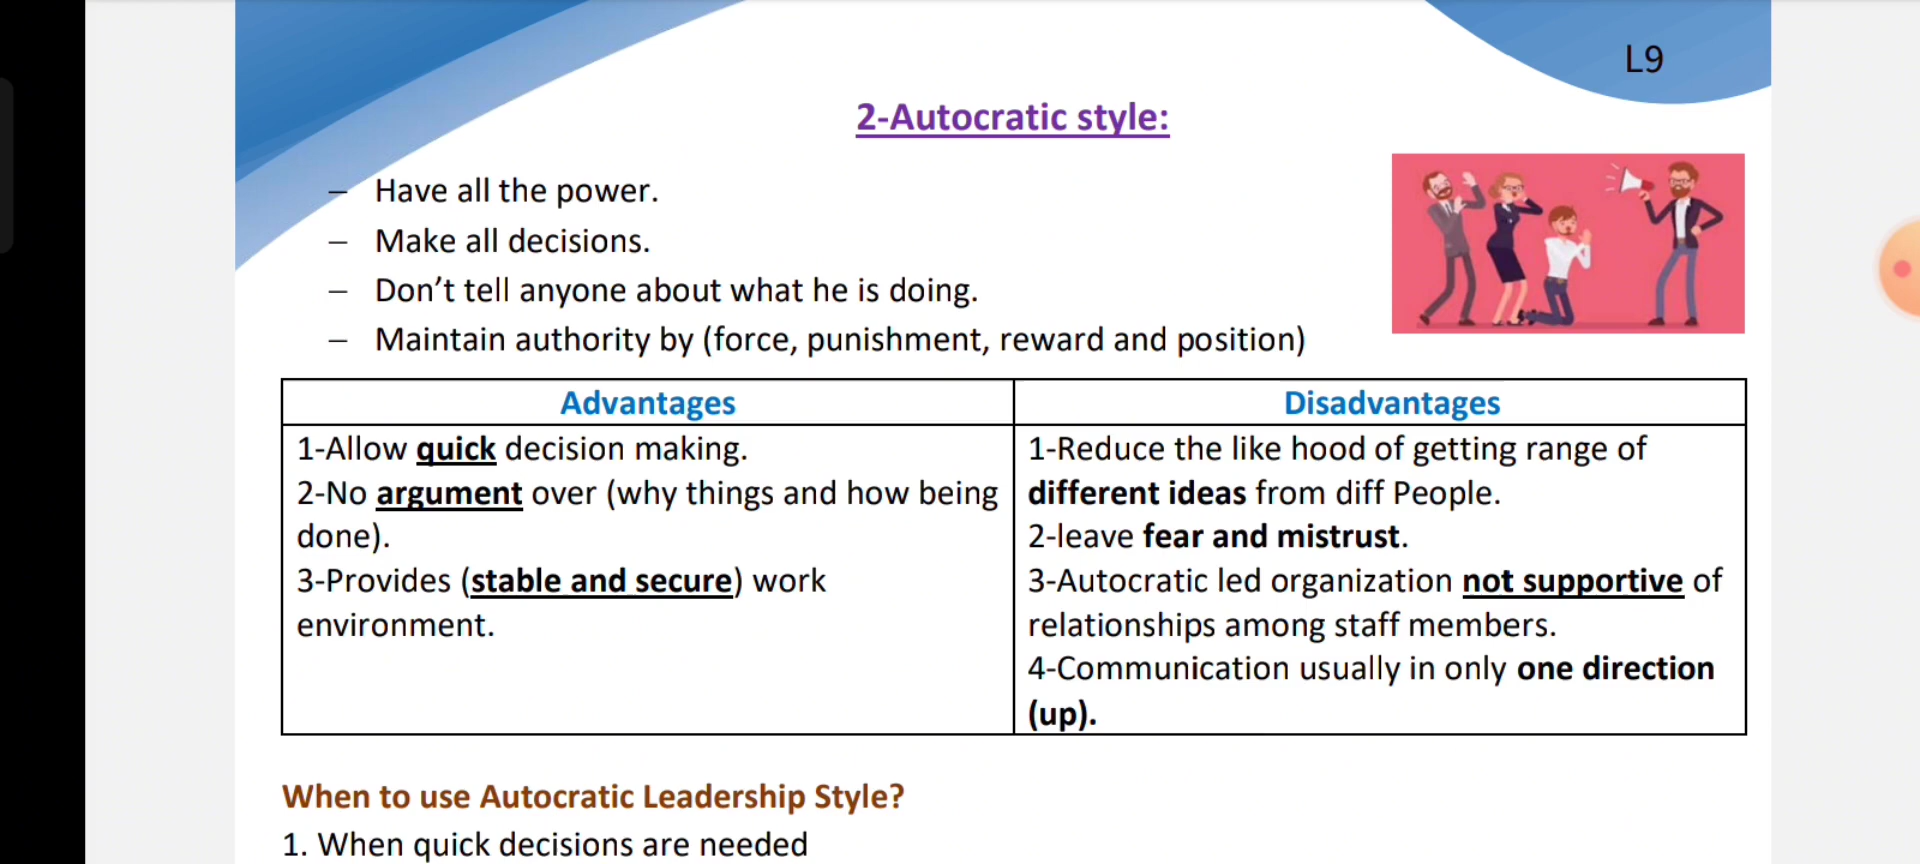 L9
2-Autocratic style:
– Have all the power.
– Make all decisions.
– Don’t tell anyone about what he is doing.
– Maintain authority by (force, punishment, reward and position)
Advantages
1-Allow quick decision making.
2-No argument over (why things and how being
done).
3-Provides (stable and secure) work
environment.
Disadvantages
1-Reduce the like hood of getting range of
different ideas from diff People.
2-leave fear and mistrust.
3-Autocratic led organization not supportive of
relationships among staff members.
4-Communication usually in only one direction
(up).
When to use Autocratic Leadership Style?
1. When quick decisions are needed